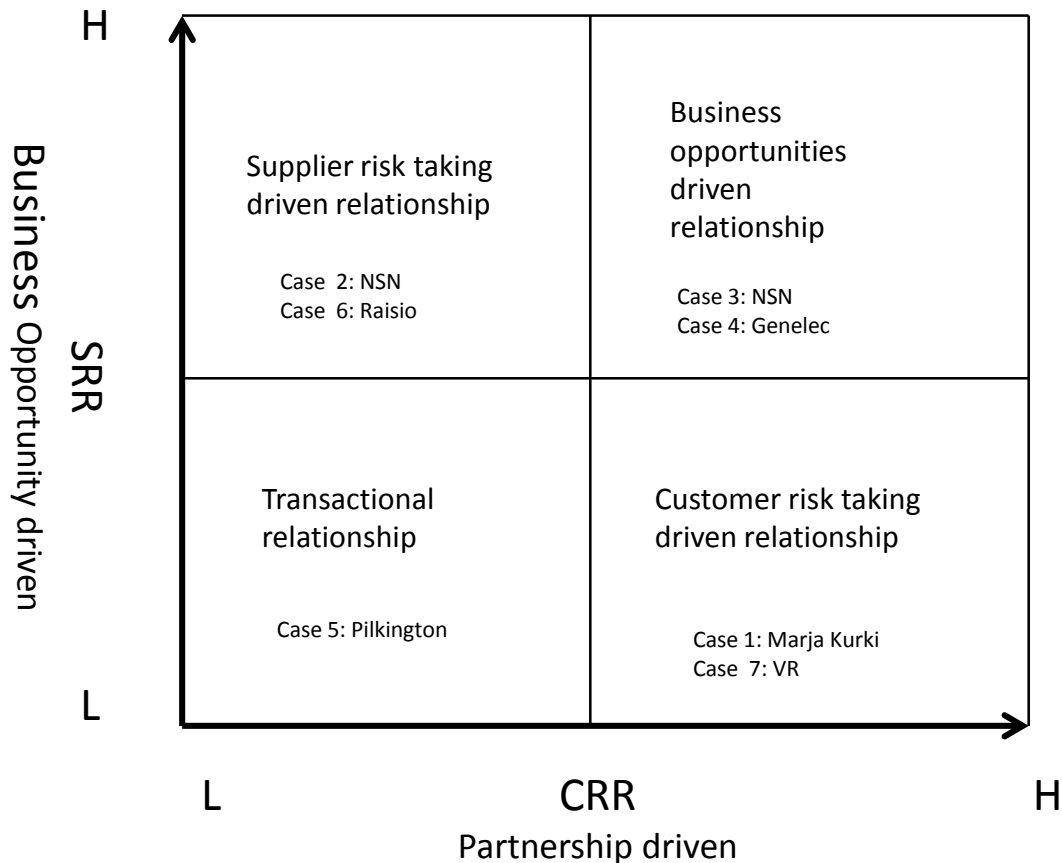 H
Business Opportunity driven
SRR
L
Supplier risk taking
driven relationship
Case  2: NSN
Case  6: Raisio
Business
opportunities
driven
relationship
Case 3: NSN
Case 4: Genelec
Transactional
relationship
Case 5: Pilkington
Customer risk taking
driven relationship
Case 1: Marja Kurki
Case  7: VR
L
CRR
H
Partnership driven